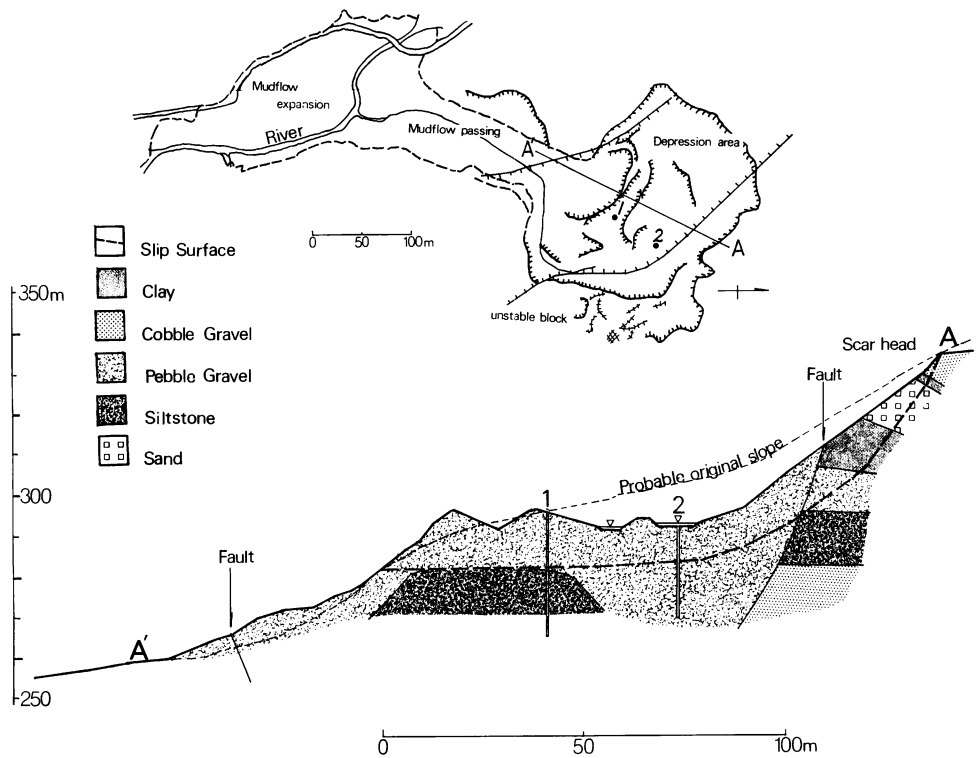 Mudflow
expansion
River
Mudflow passing
Depression area
A'
1
2
A
0 50 100m
unstable block
Slip Surface
Clay
Cobble Gravel
Pebble Gravel
Siltstone
Sand
350m
300
250
Scar head
A
Fault
Probable original slope
1
2
Fault
A'
0 50 100m